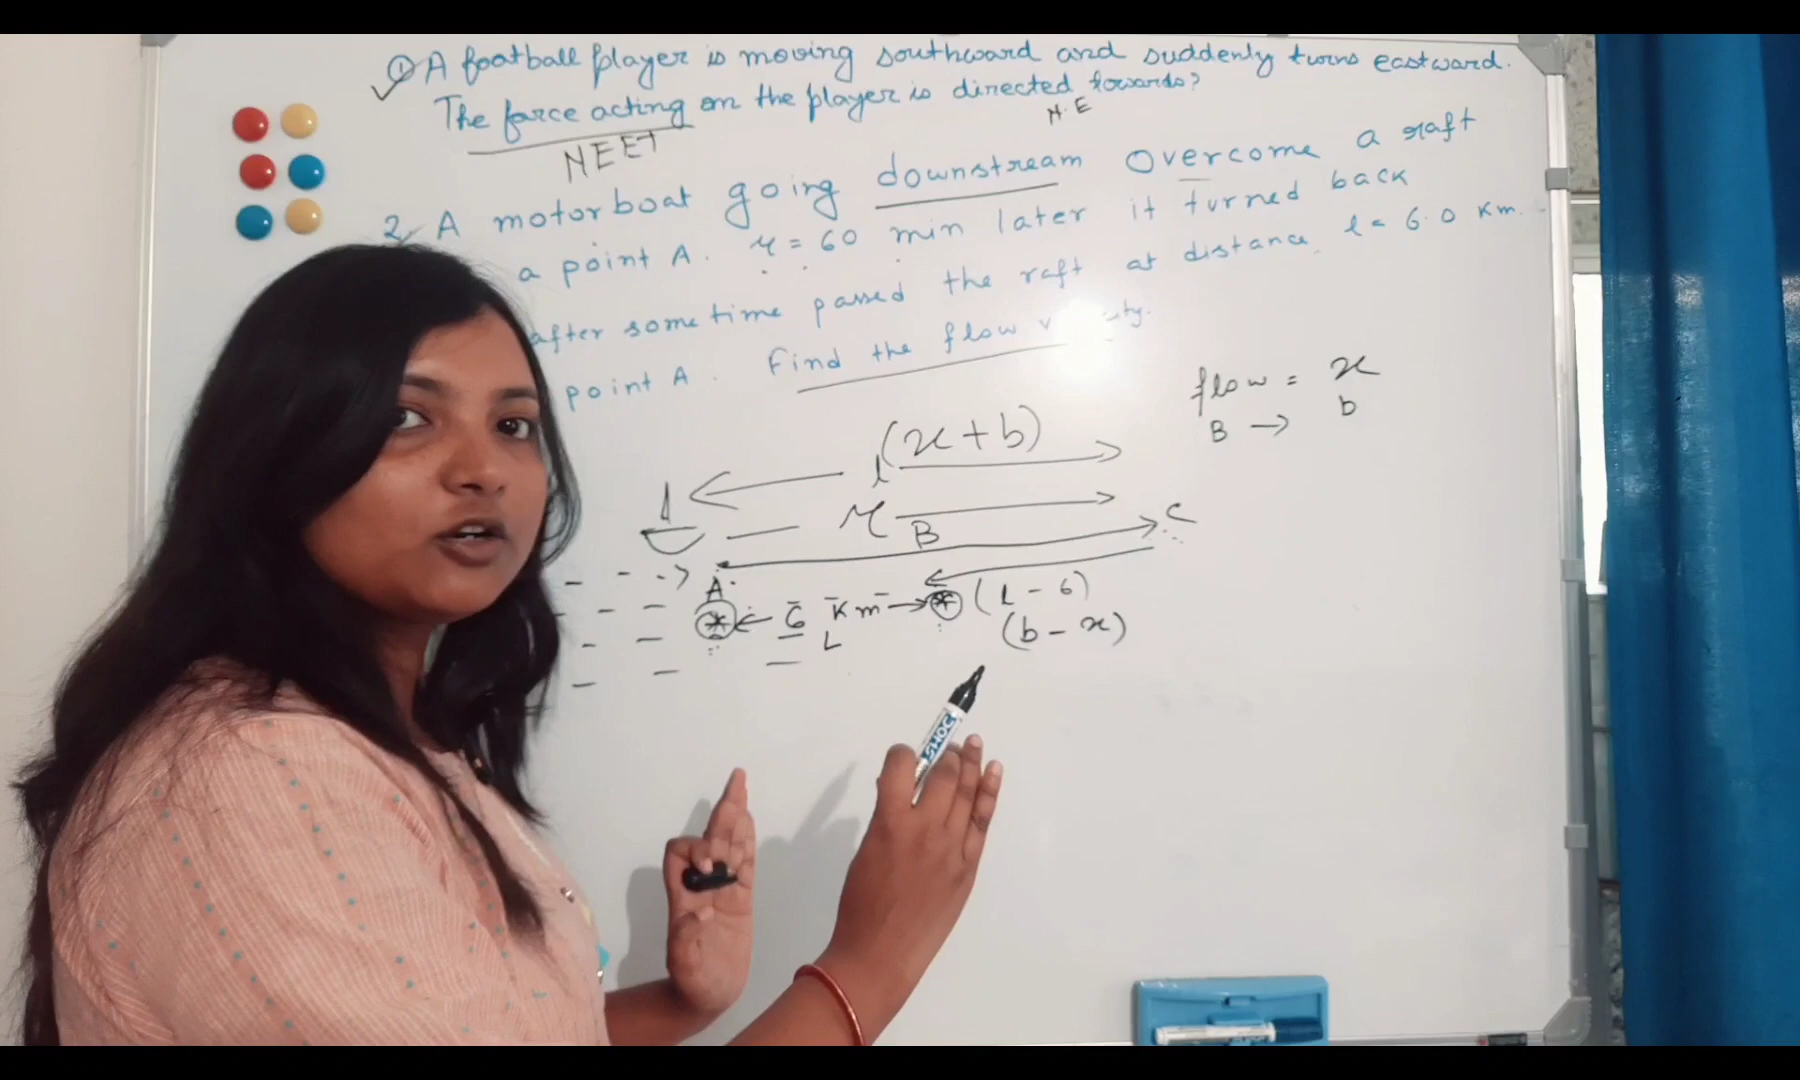 ① A football player is moving southward and suddenly turns eastward.
The force acting on the player is directed towards?
N.E
NEET
2. A motorboat going downstream overcome a raft
a point A. τ = 60 min later it turned back
after sometime passed the raft at distance l = 6.0 Km.
point A. Find the flow
flow = x
B → b
(x + b)
l
τ
B
C
A
6 Km
L
(L - 6)
(b - x)